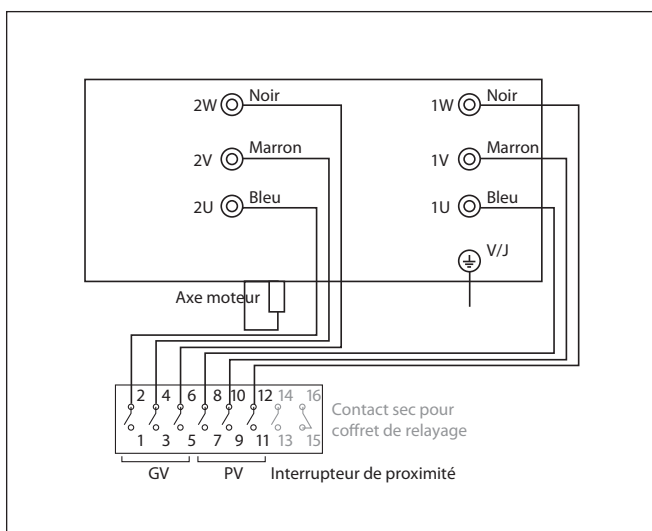 2W Noir 1W Noir
2V Marron 1V Marron
2U Bleu 1U Bleu
V/J
Axe moteur
2 4 6 8 10 12 14 16
Contact sec pour
coffret de relayage
1 3 5 7 9 11 13 15
GV PV Interrupteur de proximité